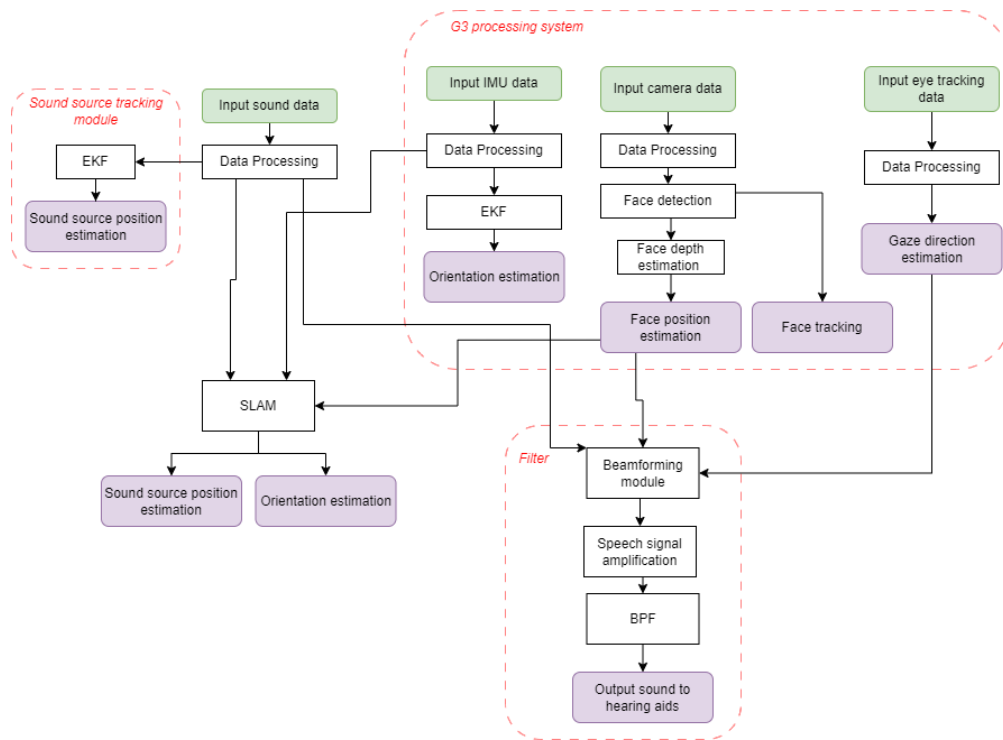 G3 processing system
Input IMU data
Input camera data
Input eye tracking
data
Sound source tracking
module
Input sound data
EKF
Data Processing
Data Processing
Data Processing
Data Processing
Sound source position
estimation
EKF
Face detection
Face depth
estimation
Gaze direction
estimation
Orientation estimation
Face position
estimation
Face tracking
SLAM
Filter
Beamforming
module
Sound source position
estimation
Orientation estimation
Speech signal
amplification
BPF
Output sound to
hearing aids